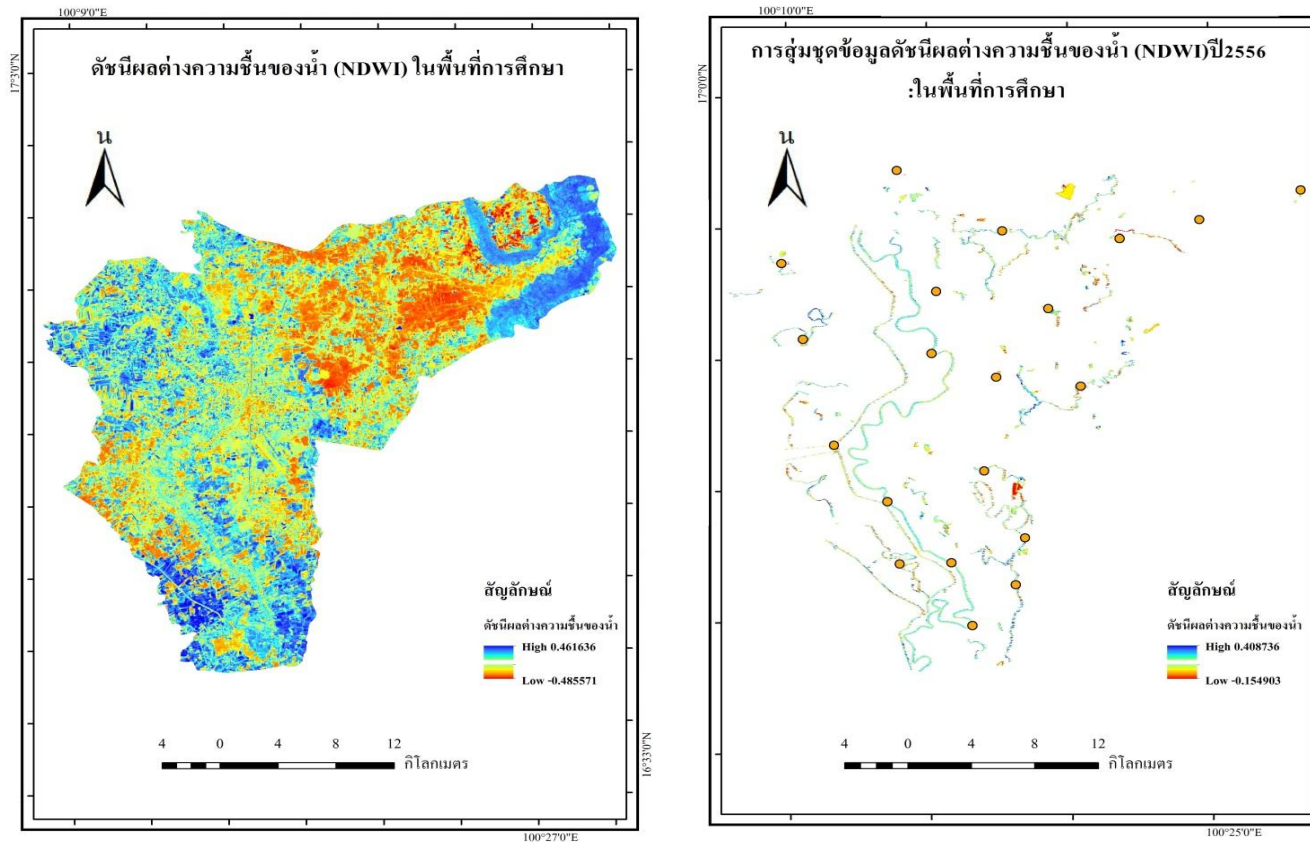 100°9'0"N
17°3'0"N
ดัชนีผลต่างความชื้นของน้ำ (NDWI) ในพื้นที่การศึกษา
น
สัญลักษณ์
ดัชนีผลต่างความชื้นของน้ำ
High 0.461636
Low -0.485571
4 0 4 8 12
กิโลกเมตร
16°33'0"N
100°27'0"E
100°10'0"E
17°0'0"N
การสุ่มชุดข้อมูลดัชนีผลต่างความชื้นของน้ำ (NDWI)ปี2556
:ในพื้นที่การศึกษา
น
สัญลักษณ์
ดัชนีผลต่างความชื้นของน้ำ
High 0.408736
Low -0.154903
4 0 4 8 12
กิโลกเมตร
100°25'0"E